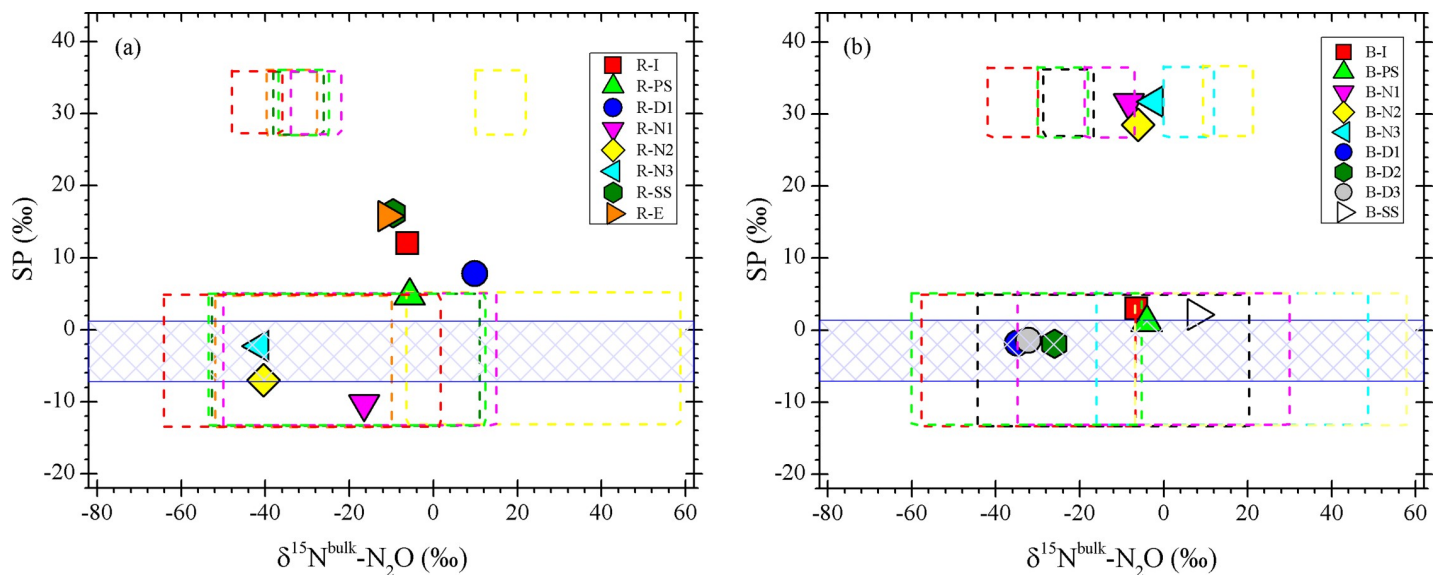 (a)
SP (‰)
40
30
20
10
0
-10
-20
-80
-60
-40
-20
0
20
40
60
δ¹⁵Nᵇᵘˡᵏ-N₂O (‰)
R-I
R-PS
R-D1
R-N1
R-N2
R-N3
R-SS
R-E
(b)
SP (‰)
40
30
20
10
0
-10
-20
-80
-60
-40
-20
0
20
40
60
δ¹⁵Nᵇᵘˡᵏ-N₂O (‰)
B-I
B-PS
B-N1
B-N2
B-N3
B-D1
B-D2
B-D3
B-SS